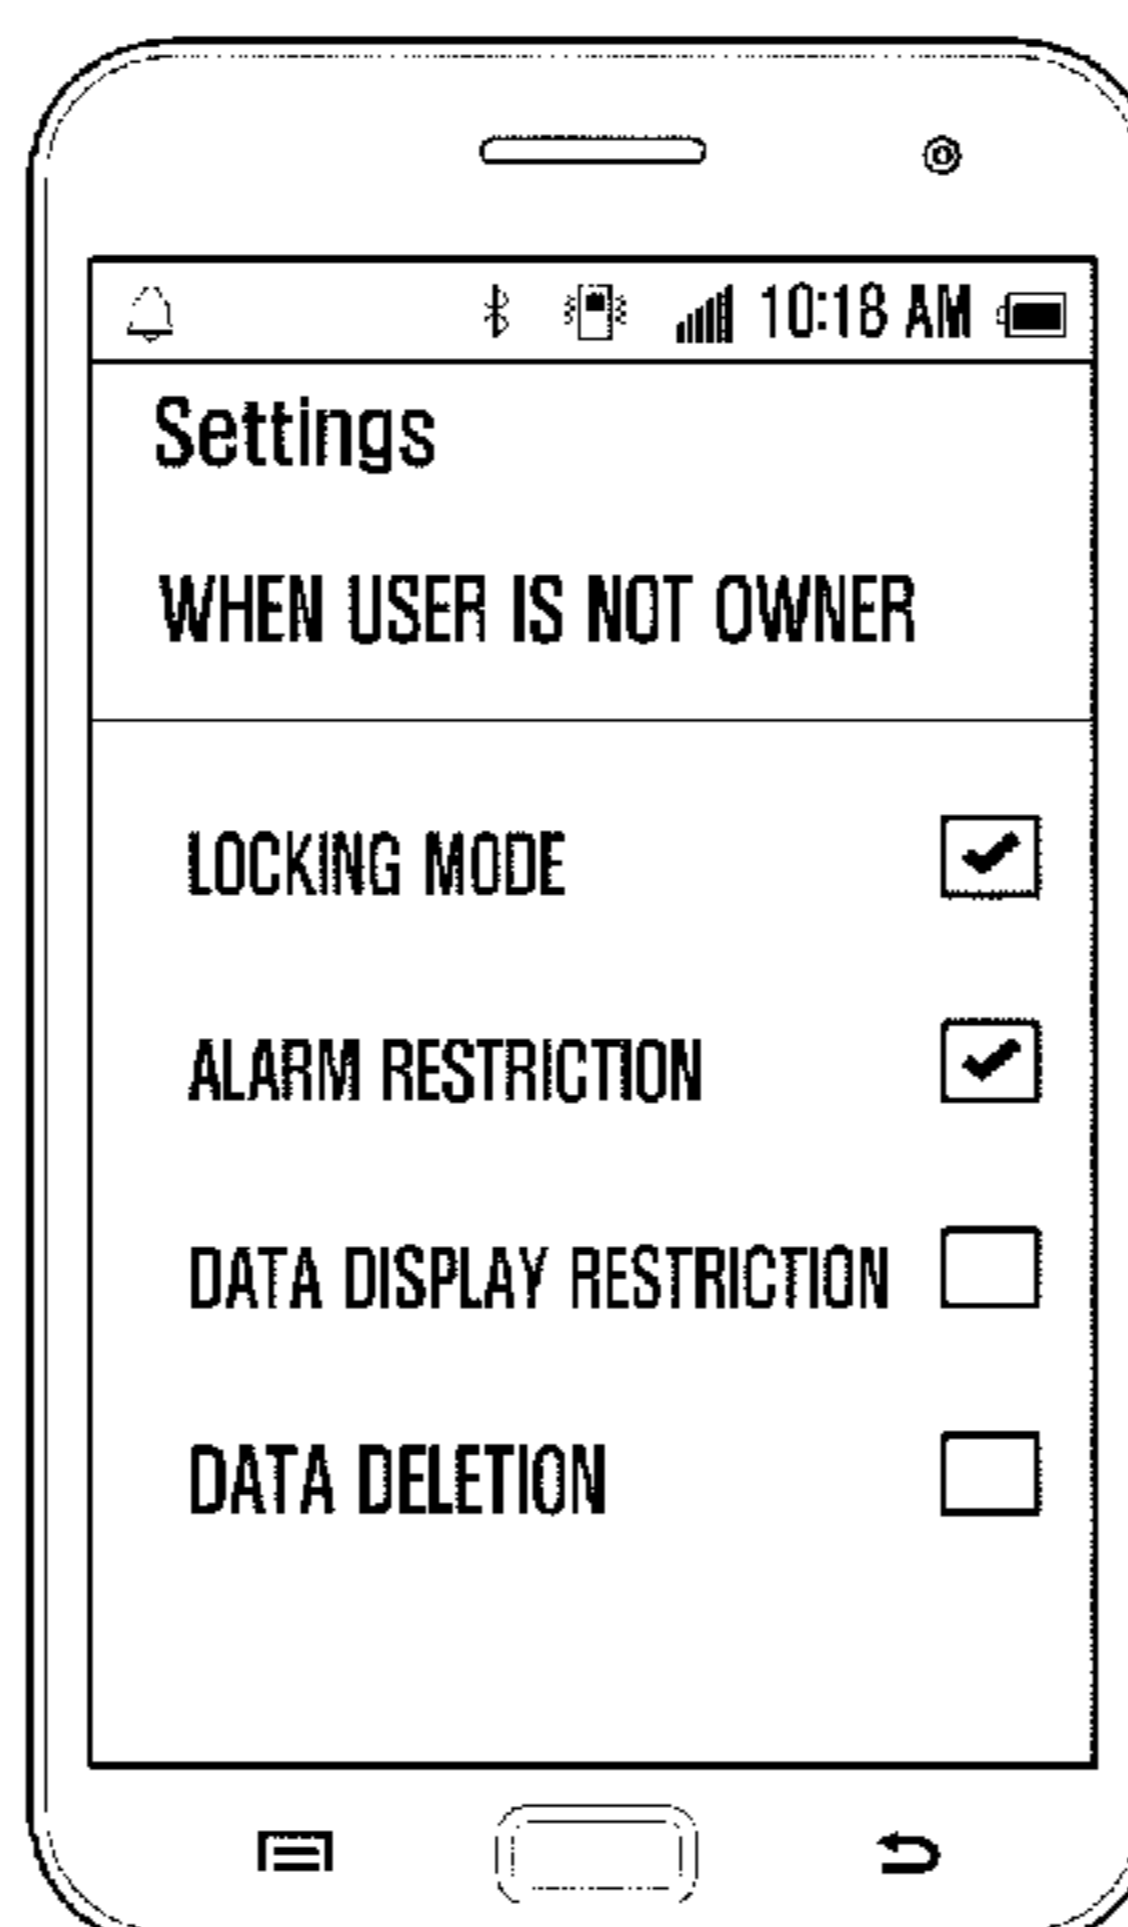 10:18 AM
Settings
WHEN USER IS NOT OWNER
LOCKING MODE
ALARM RESTRICTION
DATA DISPLAY RESTRICTION
DATA DELETION